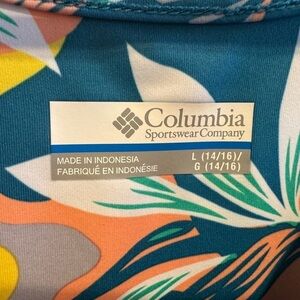 Columbia
Sportswear Company
MADE IN INDONESIA
FABRIQUÉ EN INDONÉSIE
L (14/16)/
G (14/16)